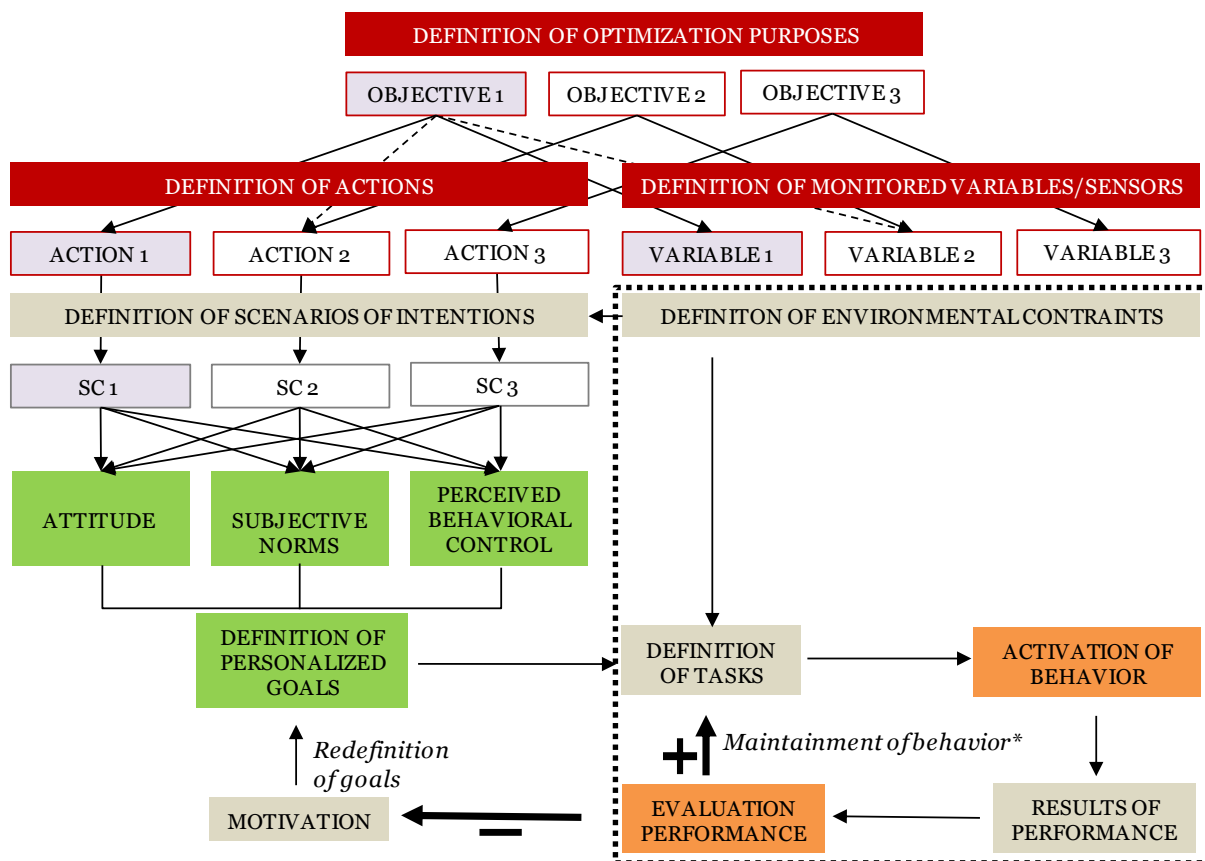 DEFINITION OF OPTIMIZATION PURPOSES
OBJECTIVE 1
OBJECTIVE 2
OBJECTIVE 3
DEFINITION OF ACTIONS
DEFINITION OF MONITORED VARIABLES/SENSORS
ACTION 1
ACTION 2
ACTION 3
VARIABLE 1
VARIABLE 2
VARIABLE 3
DEFINITION OF SCENARIOS OF INTENTIONS
DEFINITON OF ENVIRONMENTAL CONTRAINTS
SC 1
SC 2
SC 3
ATTITUDE
SUBJECTIVE
NORMS
PERCEIVED
BEHAVIORAL
CONTROL
DEFINITION OF
PERSONALIZED
GOALS
DEFINITION
OF TASKS
ACTIVATION OF
BEHAVIOR
Redefinition
of goals
+
Maintainment of behavior*
MOTIVATION
−
EVALUATION
PERFORMANCE
RESULTS OF
PERFORMANCE